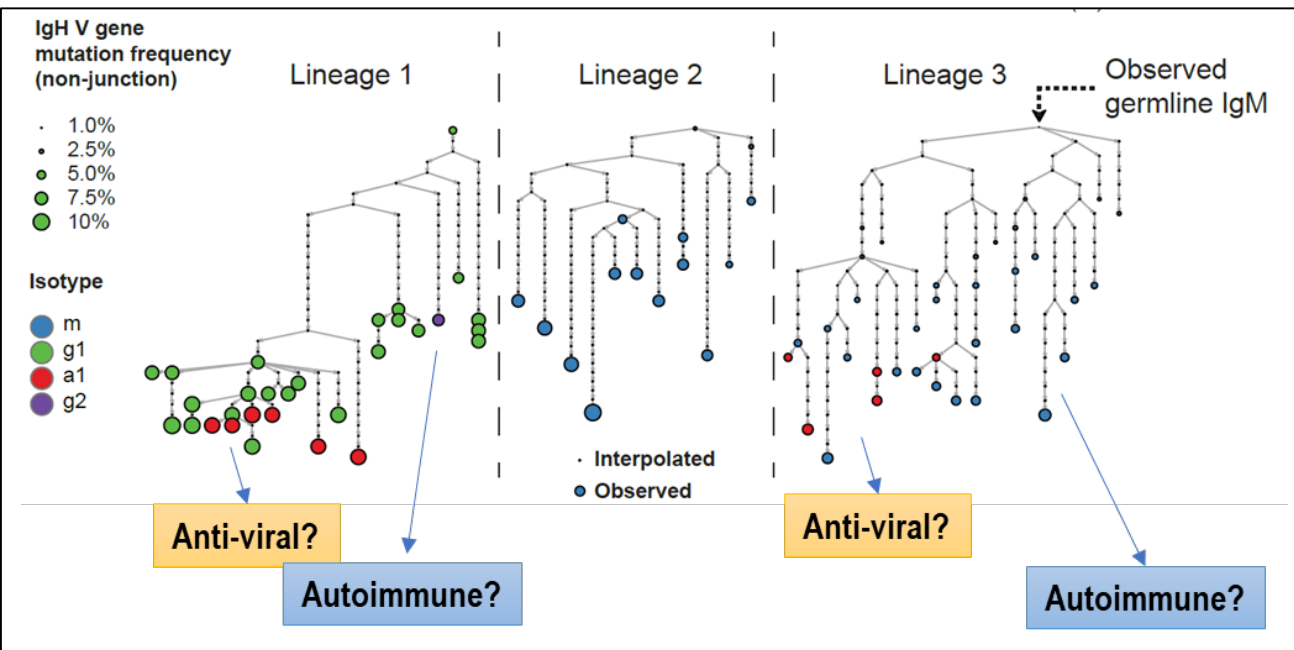 IgH V gene
mutation frequency
(non-junction)
1.0%
2.5%
5.0%
7.5%
10%
Isotype
m
g1
a1
g2
Lineage 1
Lineage 2
Lineage 3
Observed
germline IgM
Interpolated
Observed
Anti-viral?
Autoimmune?
Anti-viral?
Autoimmune?